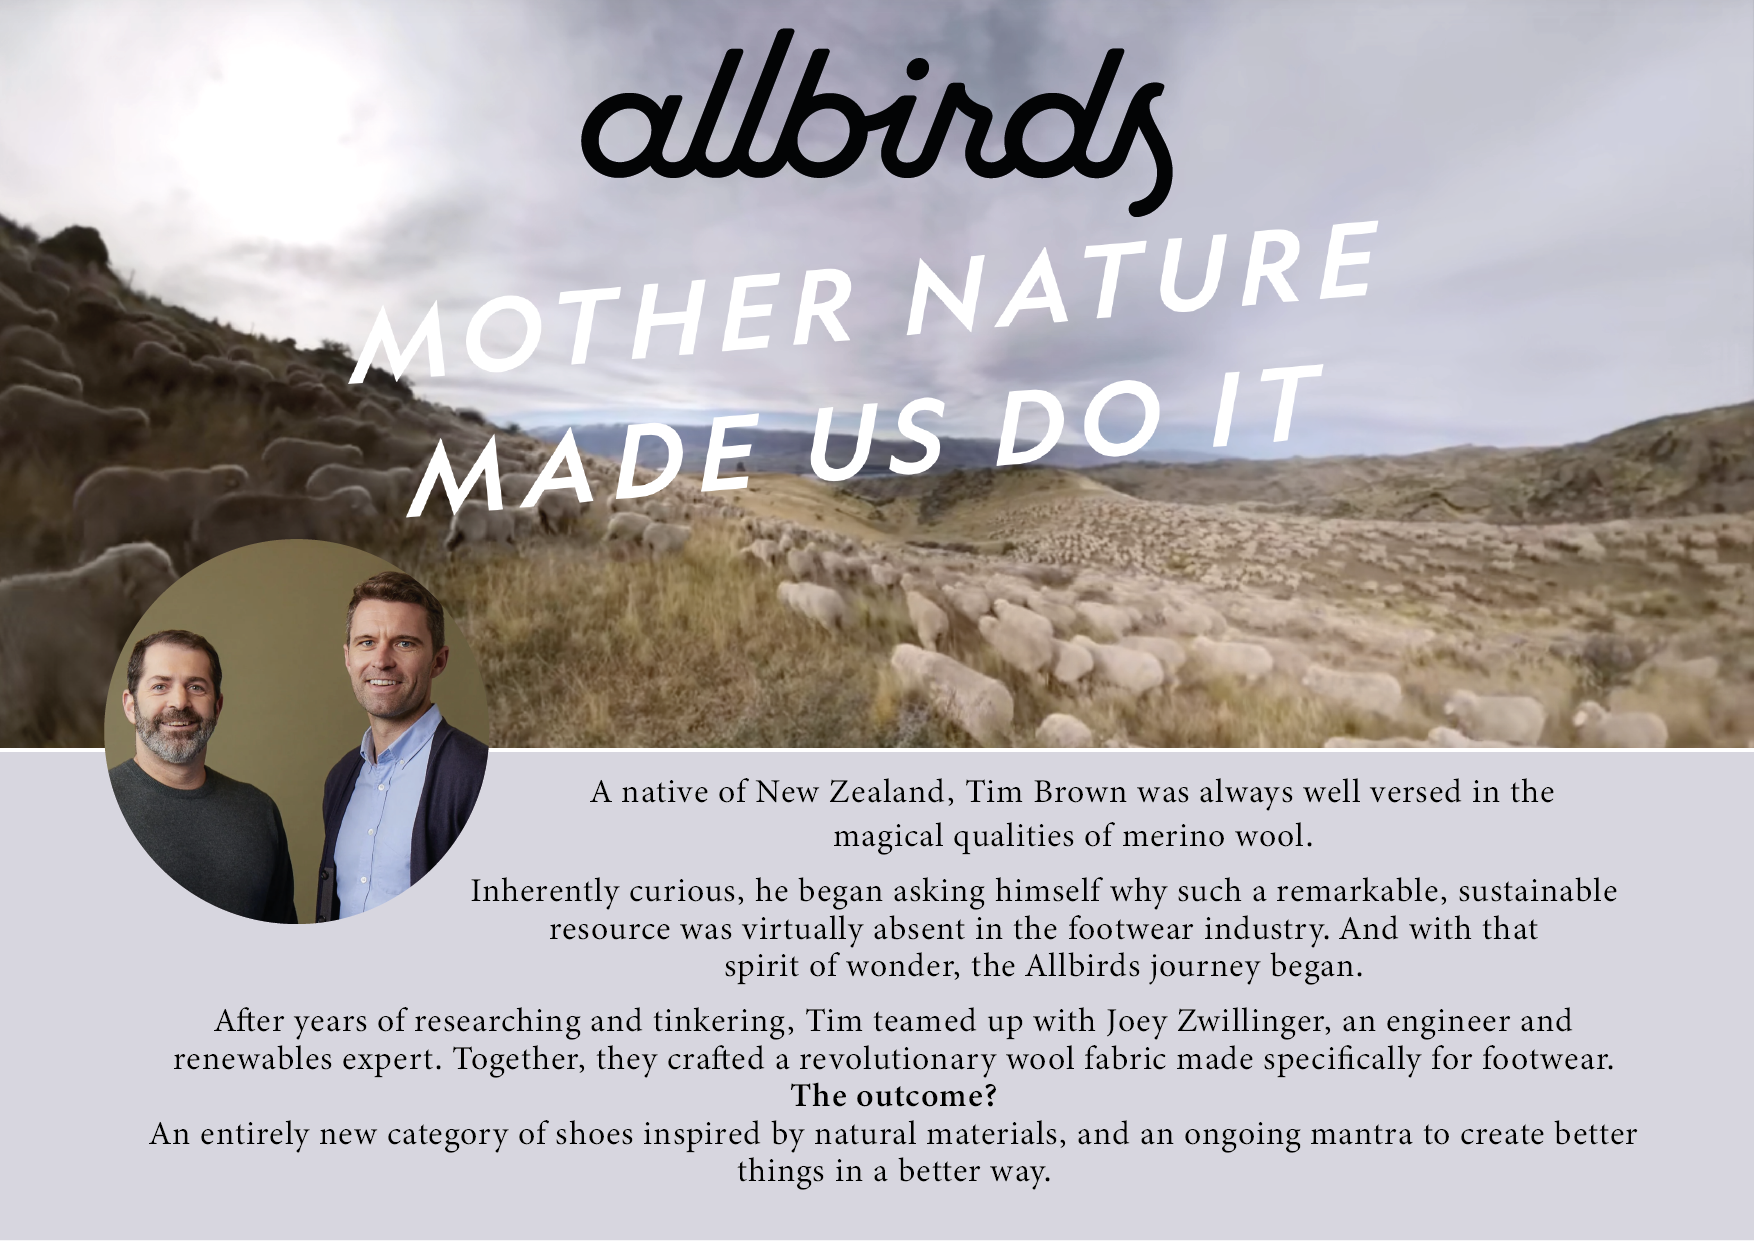 allbirds
MOTHER NATURE
MADE US DO IT
A native of New Zealand, Tim Brown was always well versed in the
magical qualities of merino wool.
Inherently curious, he began asking himself why such a remarkable, sustainable
resource was virtually absent in the footwear industry. And with that
spirit of wonder, the Allbirds journey began.
After years of researching and tinkering, Tim teamed up with Joey Zwillinger, an engineer and
renewables expert. Together, they crafted a revolutionary wool fabric made specifically for footwear.
The outcome?
An entirely new category of shoes inspired by natural materials, and an ongoing mantra to create better
things in a better way.